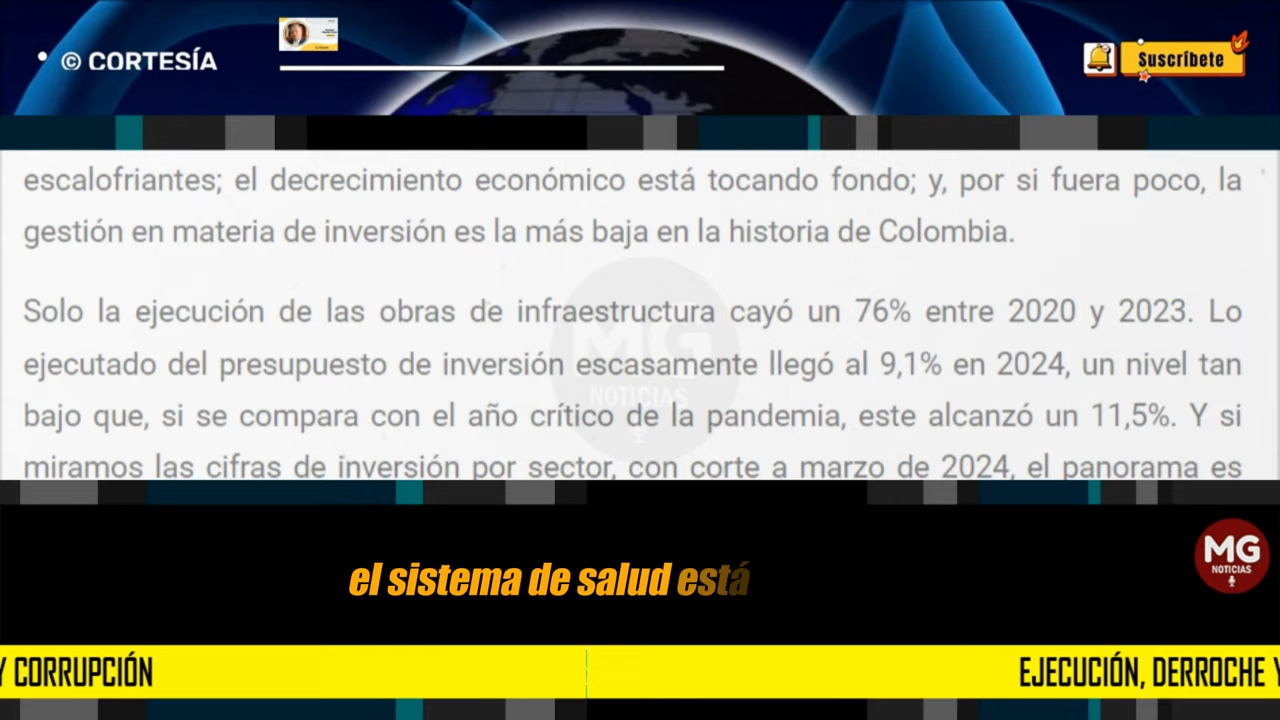 © CORTESÍA
Suscríbete
escalofriantes; el decrecimiento económico está tocando fondo; y, por si fuera poco, la
gestión en materia de inversión es la más baja en la historia de Colombia.
Solo la ejecución de las obras de infraestructura cayó un 76% entre 2020 y 2023. Lo
ejecutado del presupuesto de inversión escasamente llegó al 9,1% en 2024, un nivel tan
bajo que, si se compara con el año crítico de la pandemia, este alcanzó un 11,5%. Y si
miramos las cifras de inversión por sector, con corte a marzo de 2024, el panorama es
MG
NOTICIAS
el sistema de salud está
MG
NOTICIAS
Y CORRUPCIÓN
EJECUCIÓN, DERROCHE Y